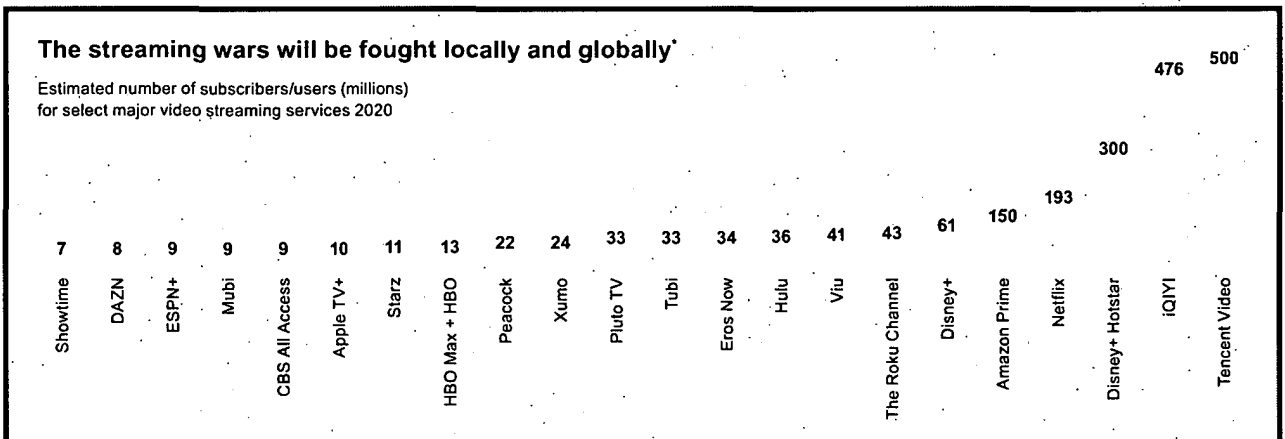 The streaming wars will be fought locally and globally*
Estimated number of subscribers/users (millions)
for select major video streaming services 2020
7 8 9 9 9 10 11 13 22 24 33 33 34 36 41 43 61 150 193 300 476 500
Showtime
DAZN
ESPN+
Mubi
CBS All Access
Apple TV+
Starz
HBO Max + HBO
Peacock
Xumo
Pluto TV
Tubi
Eros Now
Hulu
Viu
The Roku Channel
Disney+
Amazon Prime
Netflix
Disney+ Hotstar
iQIYI
Tencent Video